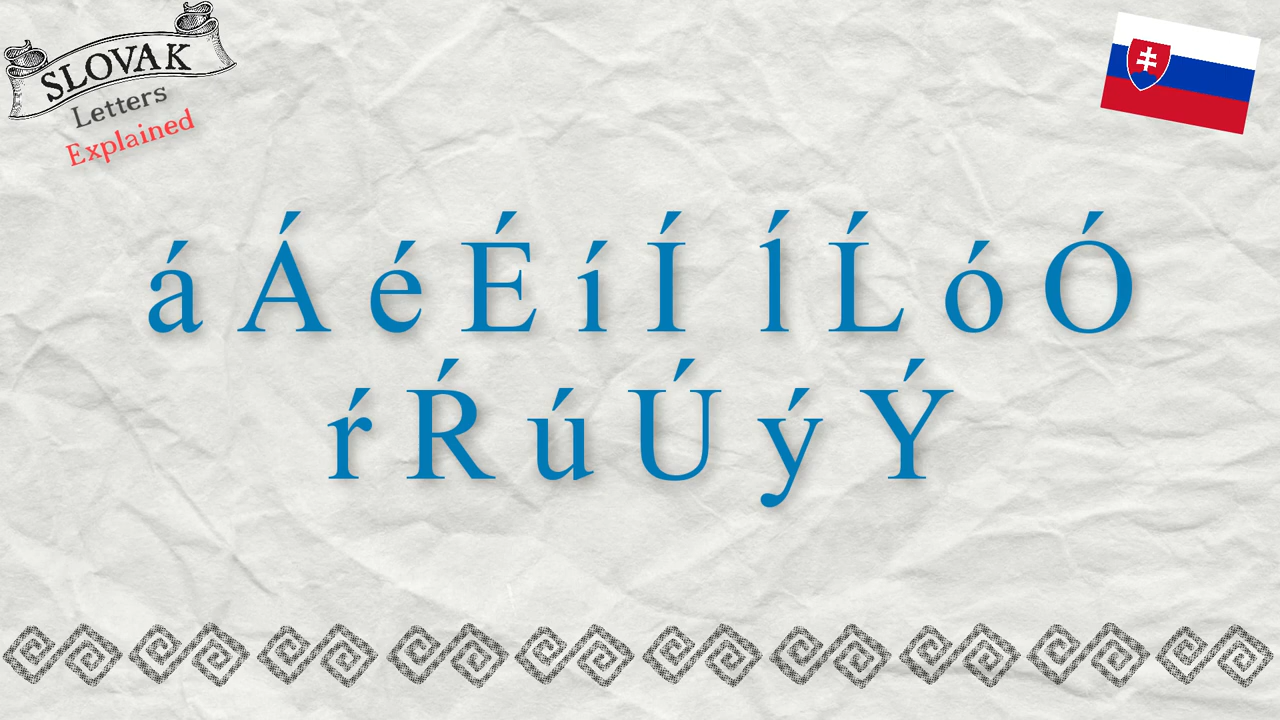 SLOVAK
Letters
Explained
á Á é É í Í ĺ Ĺ ó Ó
ŕ Ŕ ú Ú ý Ý